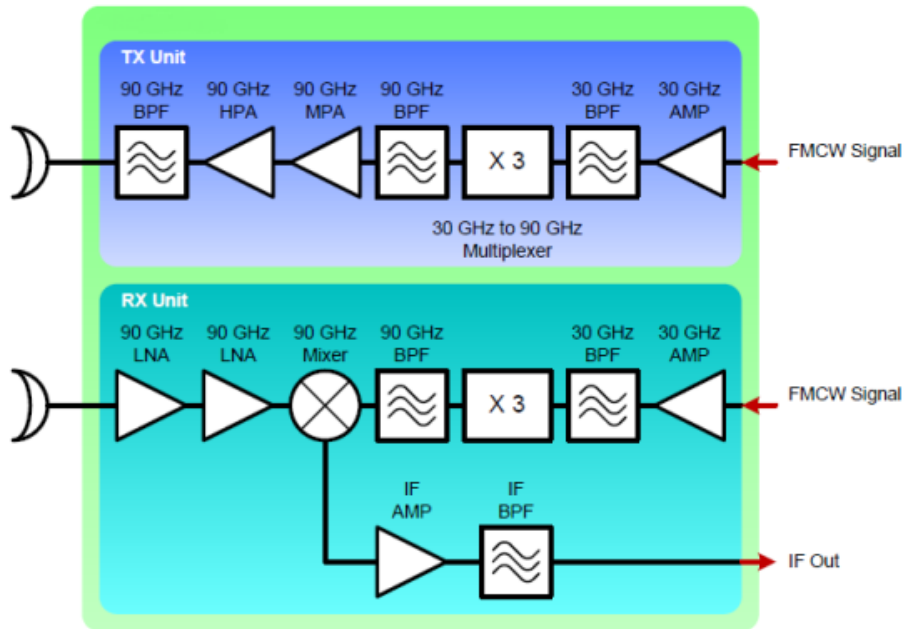 TX Unit
90 GHz BPF
90 GHz HPA
90 GHz MPA
90 GHz BPF
30 GHz BPF
30 GHz AMP
X 3
FMCW Signal
30 GHz to 90 GHz
Multiplexer
RX Unit
90 GHz LNA
90 GHz LNA
90 GHz Mixer
90 GHz BPF
30 GHz BPF
30 GHz AMP
X 3
FMCW Signal
IF AMP
IF BPF
IF Out